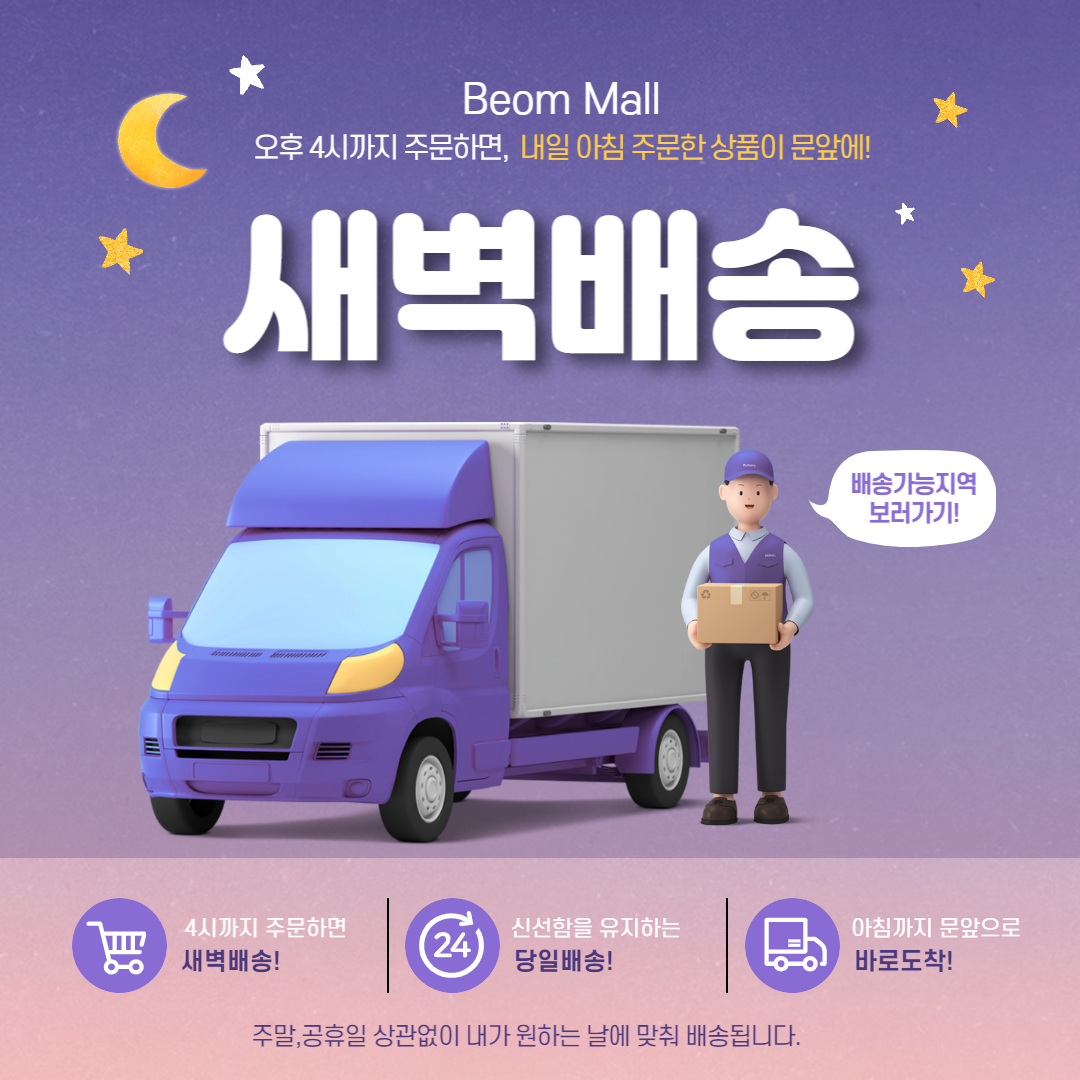 Beom Mall
오후 4시까지 주문하면, 내일 아침 주문한 상품이 문앞에!
새벽배송
배송가능지역
보러가기!
4시까지 주문하면
새벽배송!
24
신선함을 유지하는
당일배송!
아침까지 문앞으로
바로도착!
주말,공휴일 상관없이 내가 원하는 날에 맞춰 배송됩니다.